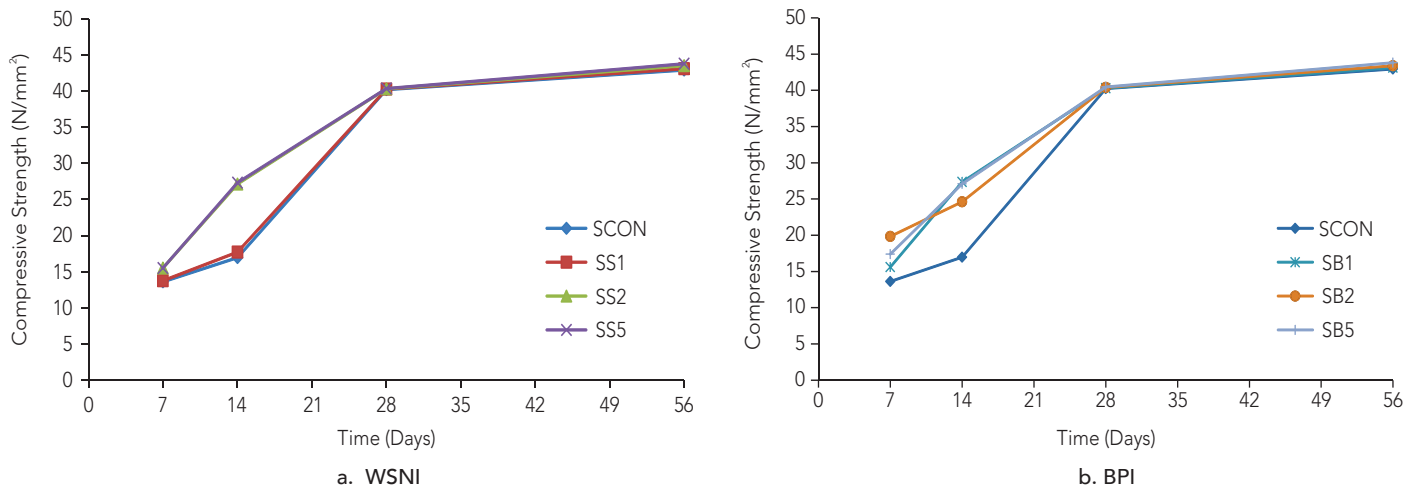 50
45
40
35
30
25
20
15
10
5
0
Compressive Strength (N/mm²)
SCON
SS1
SS2
SS5
0 7 14 21 28 35 42 49 56
Time (Days)
a. WSNI
50
45
40
35
30
25
20
15
10
5
0
Compressive Strength (N/mm²)
SCON
SB1
SB2
SB5
0 7 14 21 28 35 42 49 56
Time (Days)
b. BPI